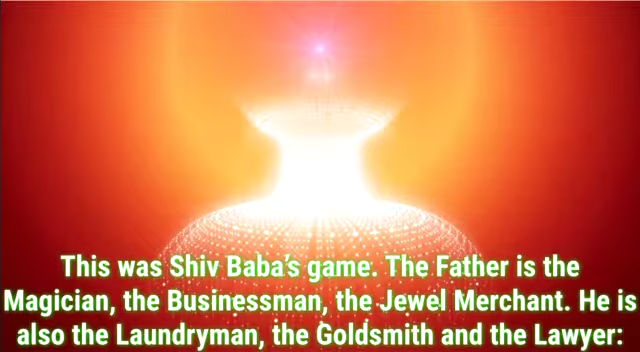 This was Shiv Baba’s game. The Father is the
Magician, the Businessman, the Jewel Merchant. He is
also the Laundryman, the Goldsmith and the Lawyer: